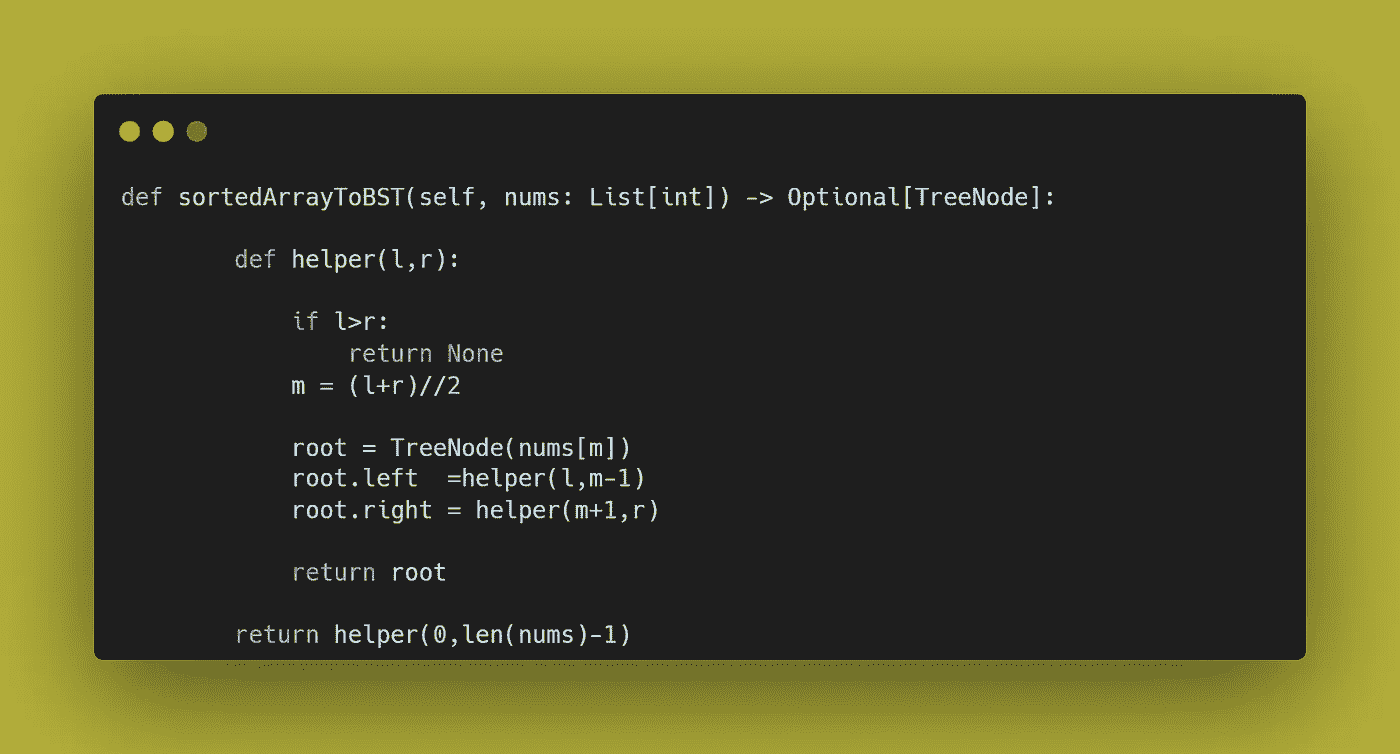 def sortedArrayToBST(self, nums: List[int]) -> Optional[TreeNode]:
        def helper(l,r):
            if l>r:
                return None
            m = (l+r)//2
            root = TreeNode(nums[m])
            root.left  =helper(l,m-1)
            root.right = helper(m+1,r)
            return root
        return helper(0,len(nums)-1)